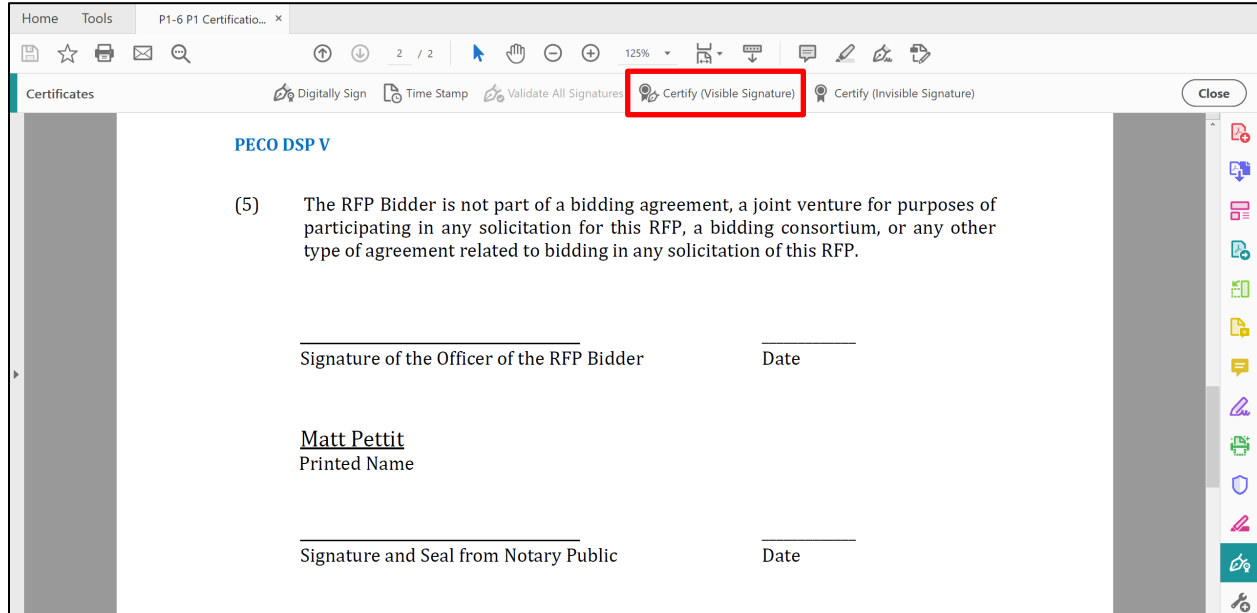 Home Tools P1-6 P1 Certificatio... ×
2 / 2 125%
Certificates Digitally Sign Time Stamp Validate All Signatures Certify (Visible Signature) Certify (Invisible Signature) Close
PECO DSP V
(5) The RFP Bidder is not part of a bidding agreement, a joint venture for purposes of
participating in any solicitation for this RFP, a bidding consortium, or any other
type of agreement related to bidding in any solicitation of this RFP.
Signature of the Officer of the RFP Bidder Date
Matt Pettit
Printed Name
Signature and Seal from Notary Public Date